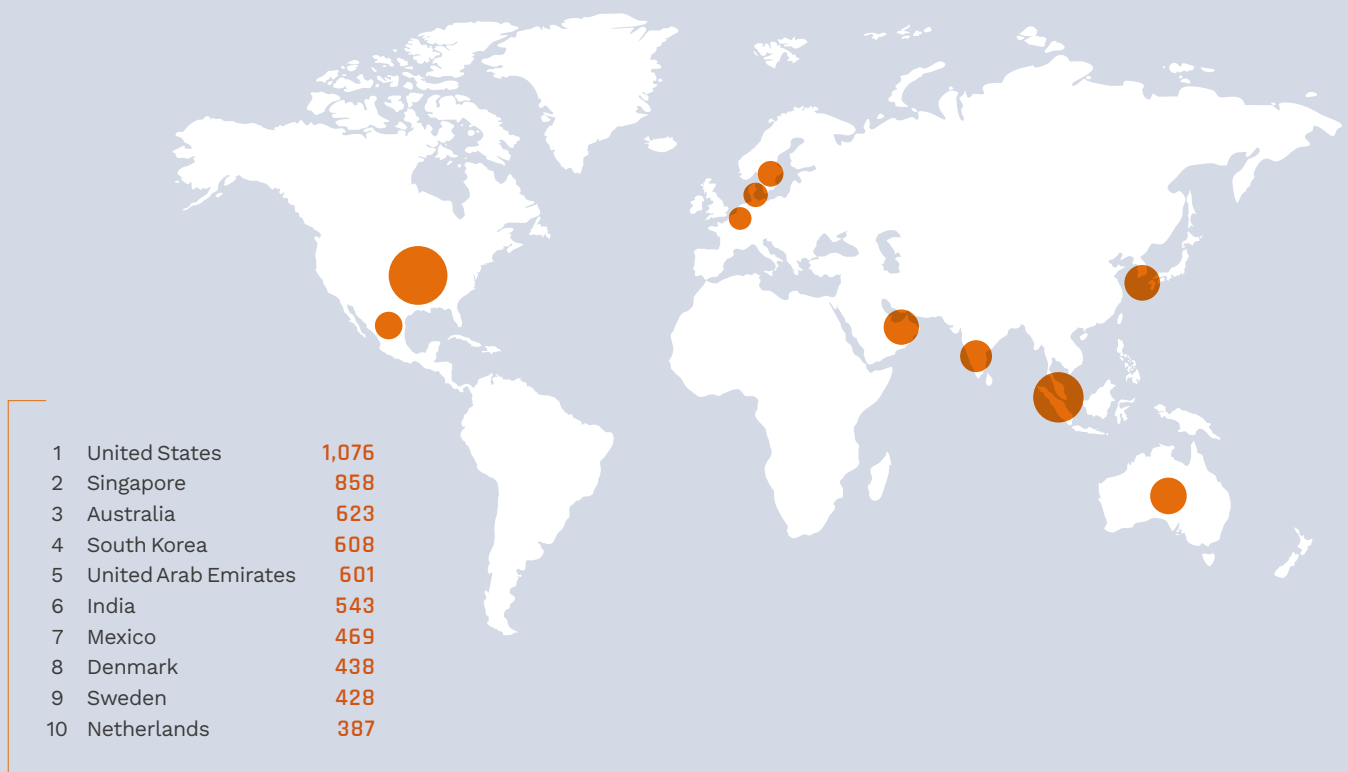 1 United States 1,076
2 Singapore 858
3 Australia 623
4 South Korea 608
5 United Arab Emirates 601
6 India 543
7 Mexico 469
8 Denmark 438
9 Sweden 428
10 Netherlands 387